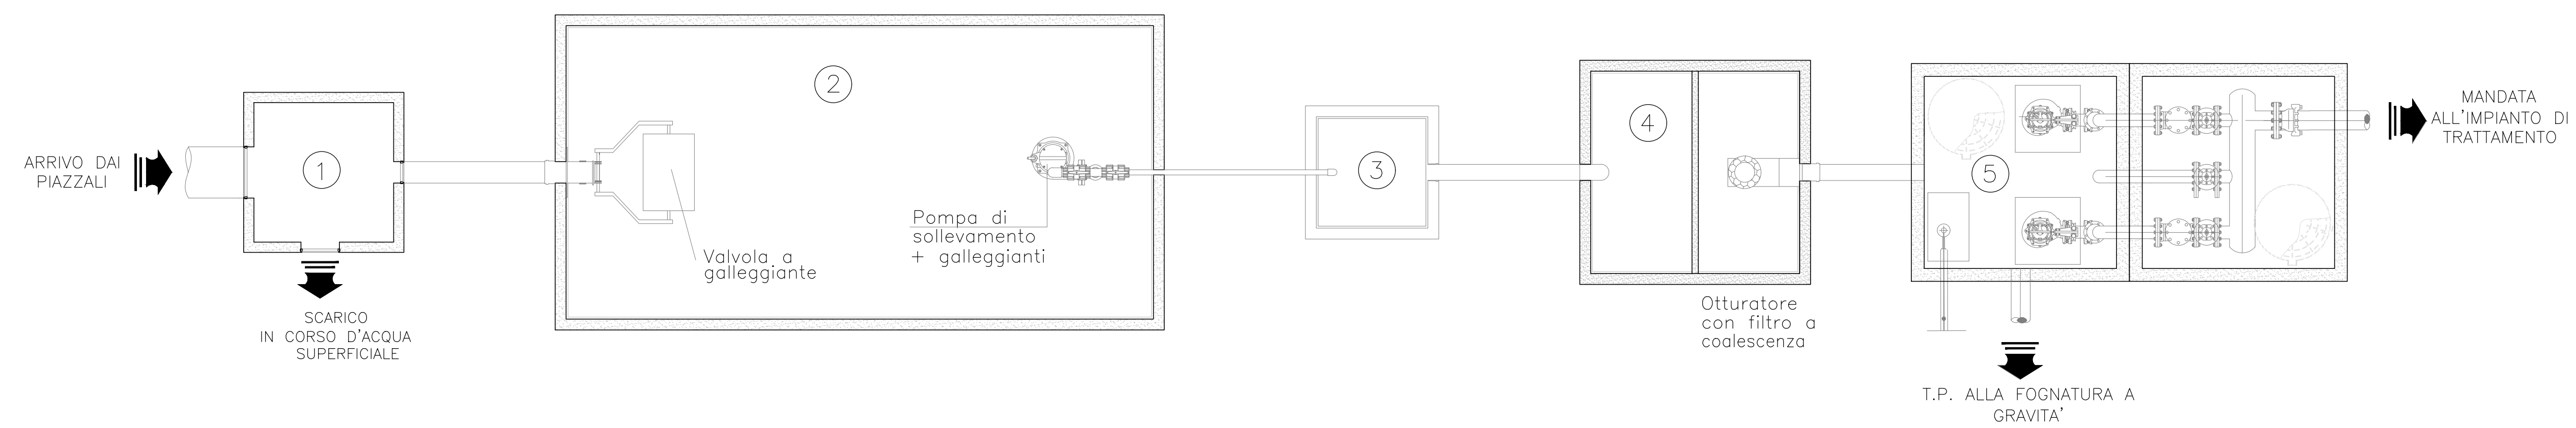 ARRIVO DAI
PIAZZALI
1
SCARICO
IN CORSO D'ACQUA
SUPERFICIALE
2
Valvola a
galleggiante
Pompa di
sollevamento
+ galleggianti
3
4
Otturatore
con filtro a
coalescenza
5
T.P. ALLA FOGNATURA A
GRAVITA'
MANDATA
ALL'IMPIANTO DI
TRATTAMENTO